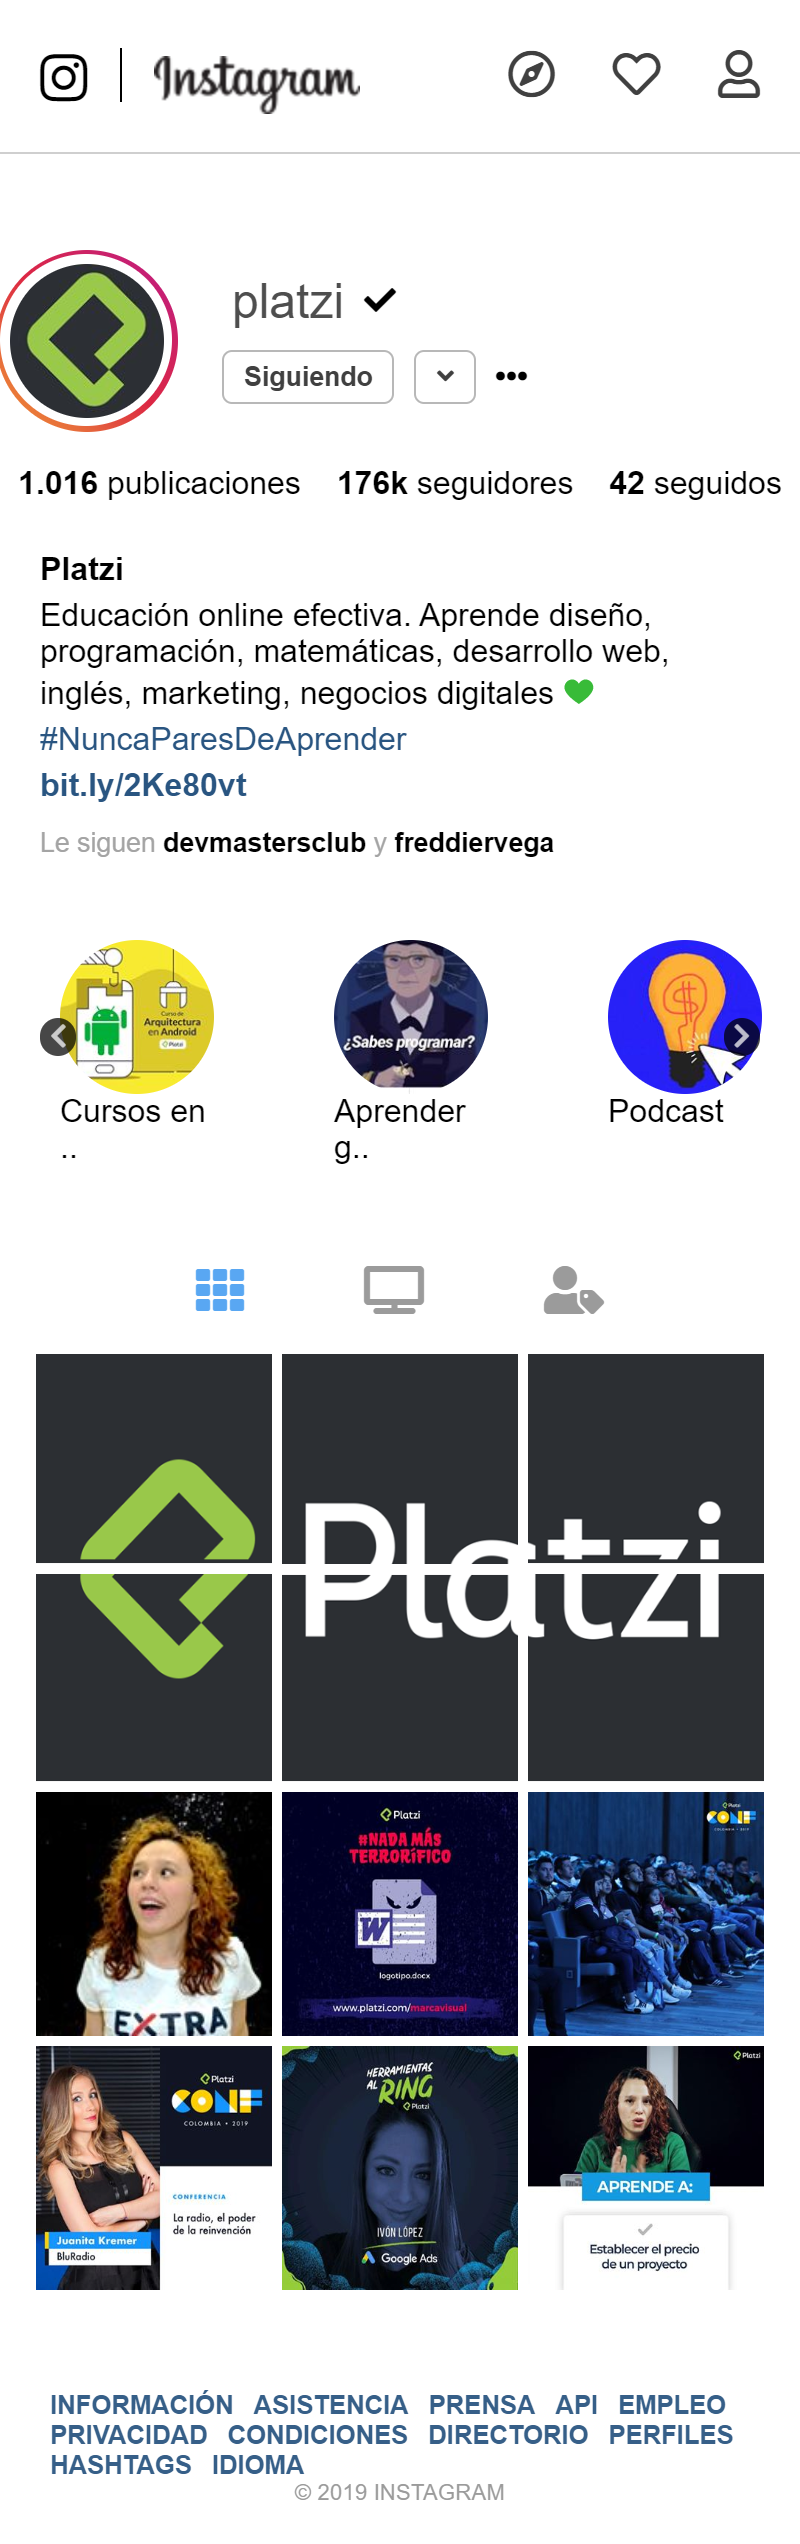 Instagram
platzi
Siguiendo
1.016 publicaciones 176k seguidores 42 seguidos
Platzi
Educación online efectiva. Aprende diseño,
programación, matemáticas, desarrollo web,
inglés, marketing, negocios digitales
#NuncaParesDeAprender
bit.ly/2Ke80vt
Le siguen devmastersclub y freddiervega
Curso de
Arquitectura
en Android
Platzi
¿Sabes programar?
Cursos en
..
Aprender
g..
Podcast
Platzi
EXTRA
Platzi
#NADA MÁS
TERRORÍFICO
W
logotipo.docx
www.platzi.com/marcavisual
Platzi
CONF
COLOMBIA • 2019
Platzi
CONF
COLOMBIA • 2019
CONFERENCIA
La radio, el poder
de la reinvención
Juanita Kremer
BluRadio
HERRAMIENTAS
AL RING
Platzi
IVÓN LÓPEZ
Google Ads
Platzi
APRENDE A:
Establecer el precio
de un proyecto
INFORMACIÓN ASISTENCIA PRENSA API EMPLEO
PRIVACIDAD CONDICIONES DIRECTORIO PERFILES
HASHTAGS IDIOMA
© 2019 INSTAGRAM